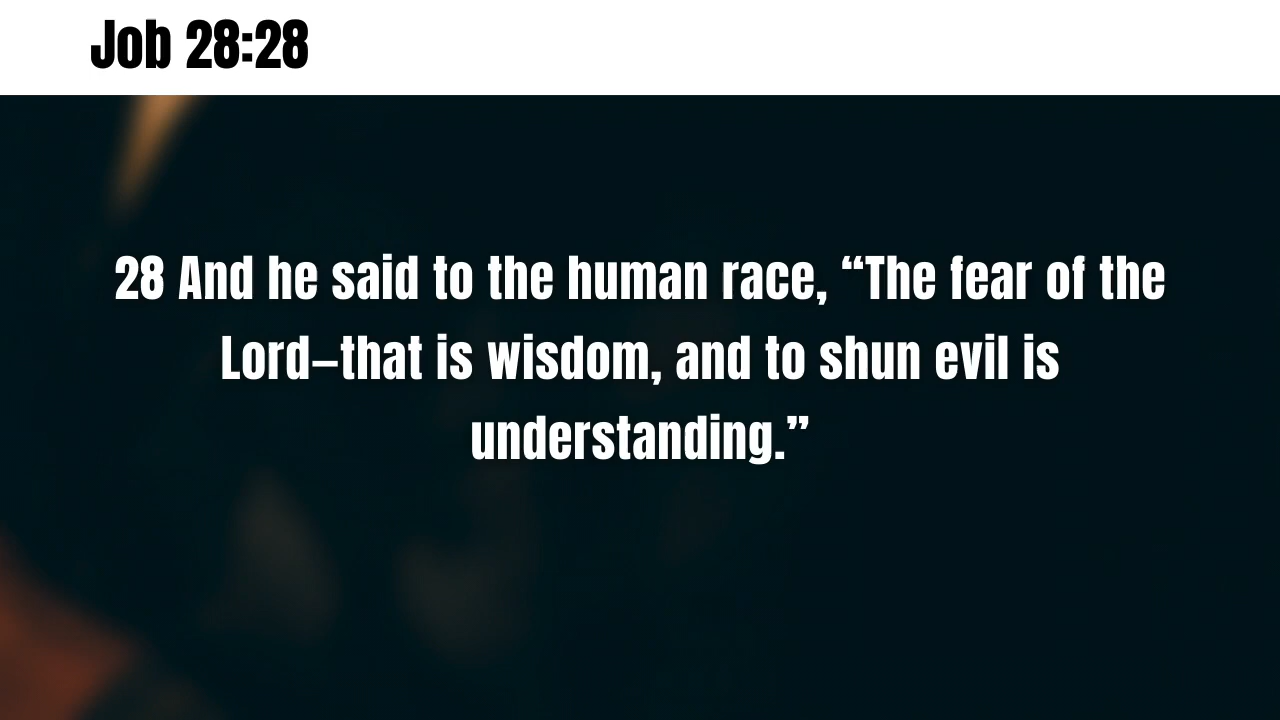 Job 28:28
28 And he said to the human race, “The fear of the
Lord—that is wisdom, and to shun evil is
understanding.”